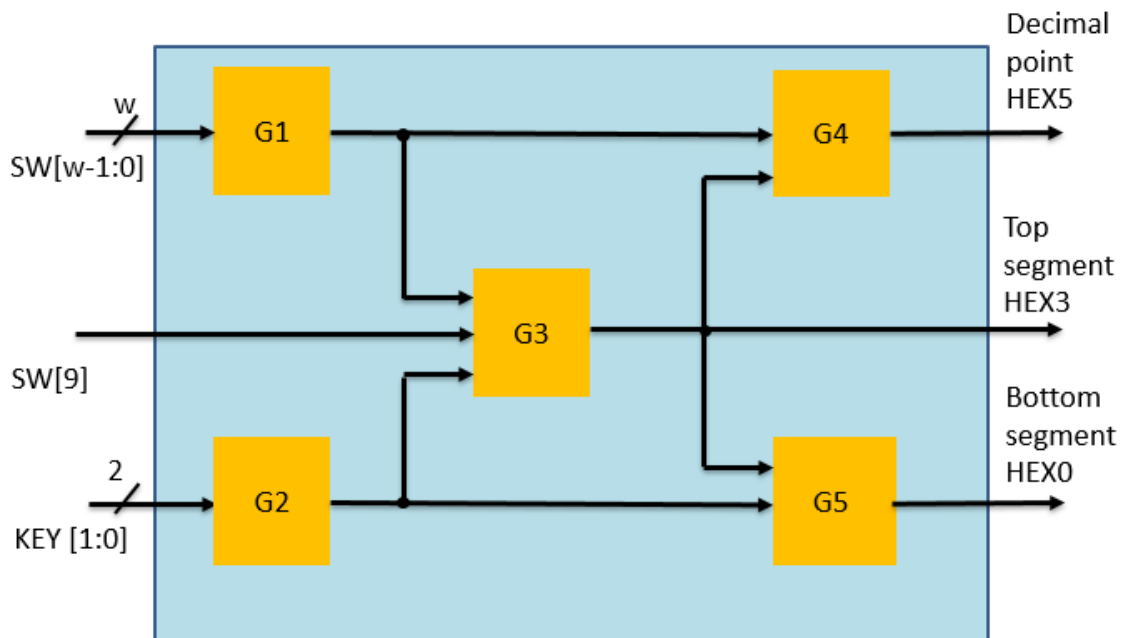 Decimal
point
HEX5
w
G1
G4
SW[w-1:0]
Top
segment
HEX3
G3
SW[9]
Bottom
segment
HEX0
2
G2
G5
KEY [1:0]